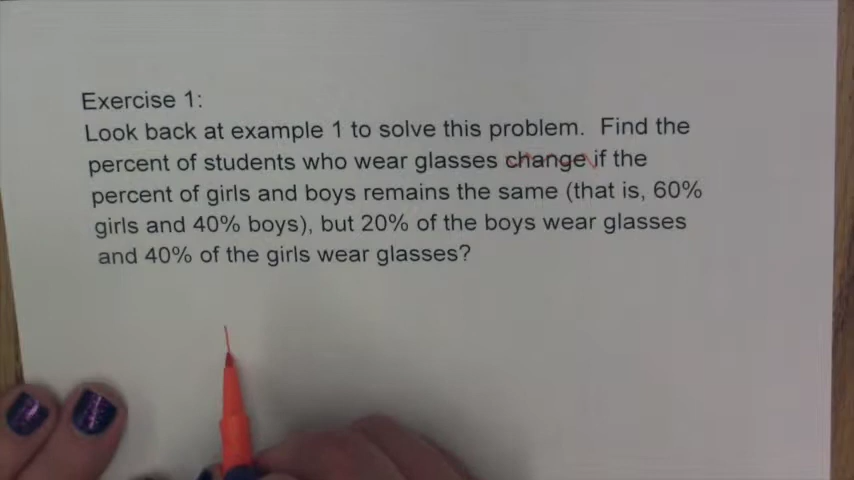 Exercise 1:
Look back at example 1 to solve this problem. Find the
percent of students who wear glasses change if the
percent of girls and boys remains the same (that is, 60%
girls and 40% boys), but 20% of the boys wear glasses
and 40% of the girls wear glasses?